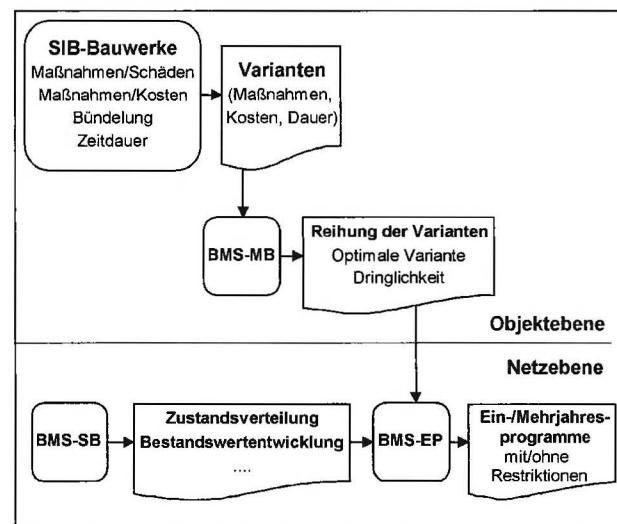 SIB-Bauwerke
Maßnahmen/Schäden
Maßnahmen/Kosten
Bündelung
Zeitdauer
Varianten
(Maßnahmen,
Kosten, Dauer)
BMS-MB
Reihung der Varianten
Optimale Variante
Dringlichkeit
Objektebene
Netzebene
BMS-SB
Zustandsverteilung
Bestandswertentwicklung
....
BMS-EP
Ein-/Mehrjahres-
programme
mit/ohne
Restriktionen